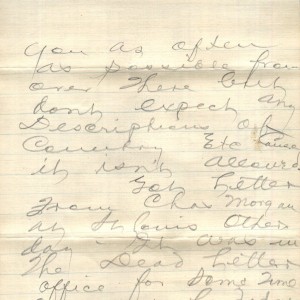 you as often
as possible from
over there but
dont expect any
Descriptions of
Country Etc cause
it isn't allowed
Got Letter
From Chas Morgan
at St Louis other
day - It was in
The Dead Letter
office for some time